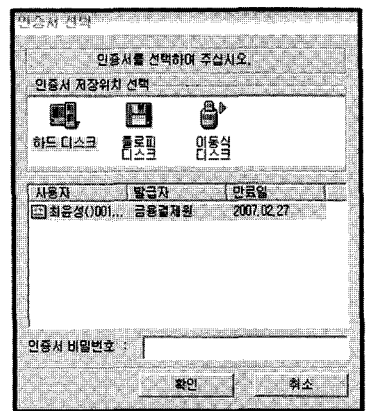 인증서 선택
인증서를 선택하여 주십시오.
인증서 저장위치 선택
하드 디스크
플로피 디스크
이동식 디스크
사용자 발급자 만료일
최윤성()001... 금융결제원 2007.02.27
인증서 비밀번호 :
확인 취소